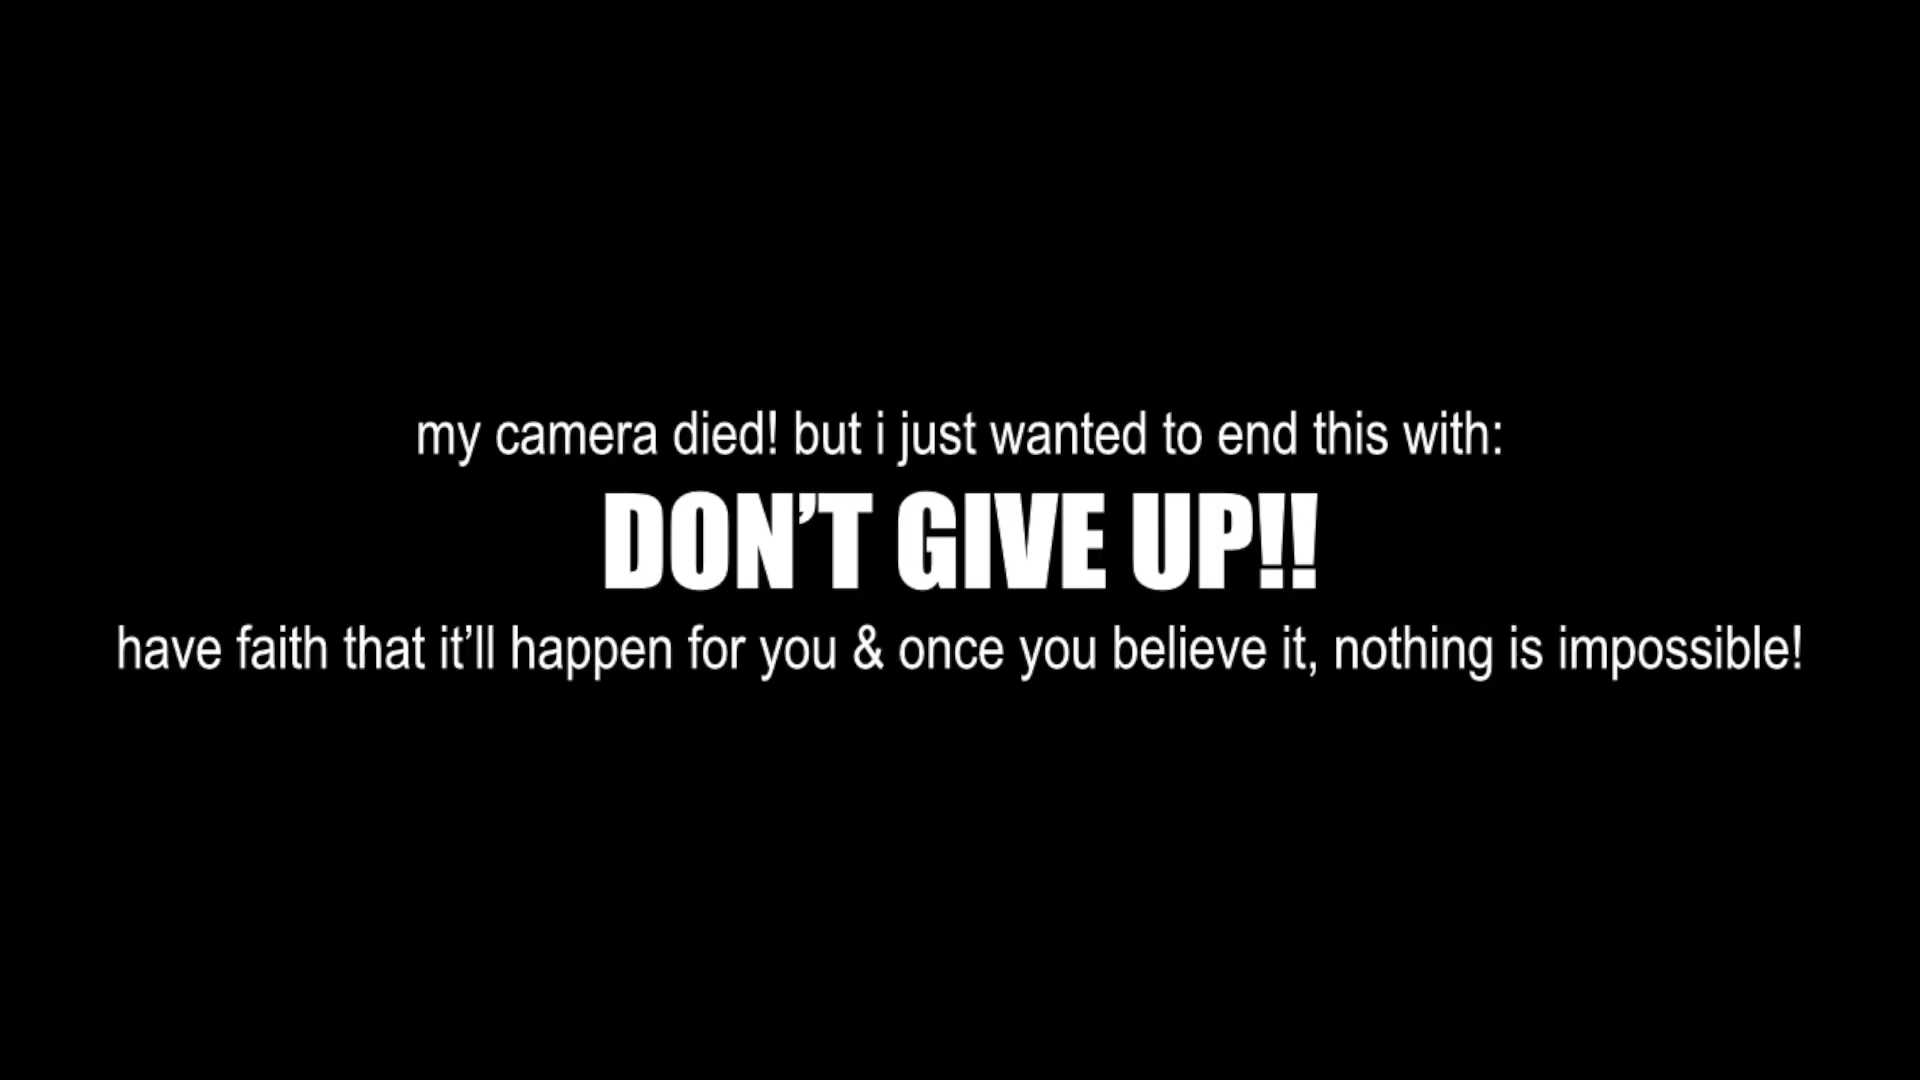 my camera died! but i just wanted to end this with:
DON’T GIVE UP!!
have faith that it’ll happen for you & once you believe it, nothing is impossible!